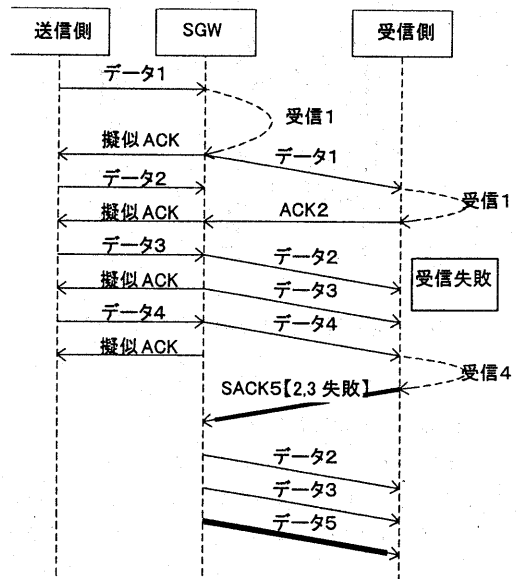 送信側
SGW
受信側
データ1
受信1
擬似ACK
データ1
データ2
受信1
擬似ACK
ACK2
データ3
データ2
受信失敗
擬似ACK
データ3
データ4
データ4
擬似ACK
受信4
SACK5【2,3 失敗】
データ2
データ3
データ5